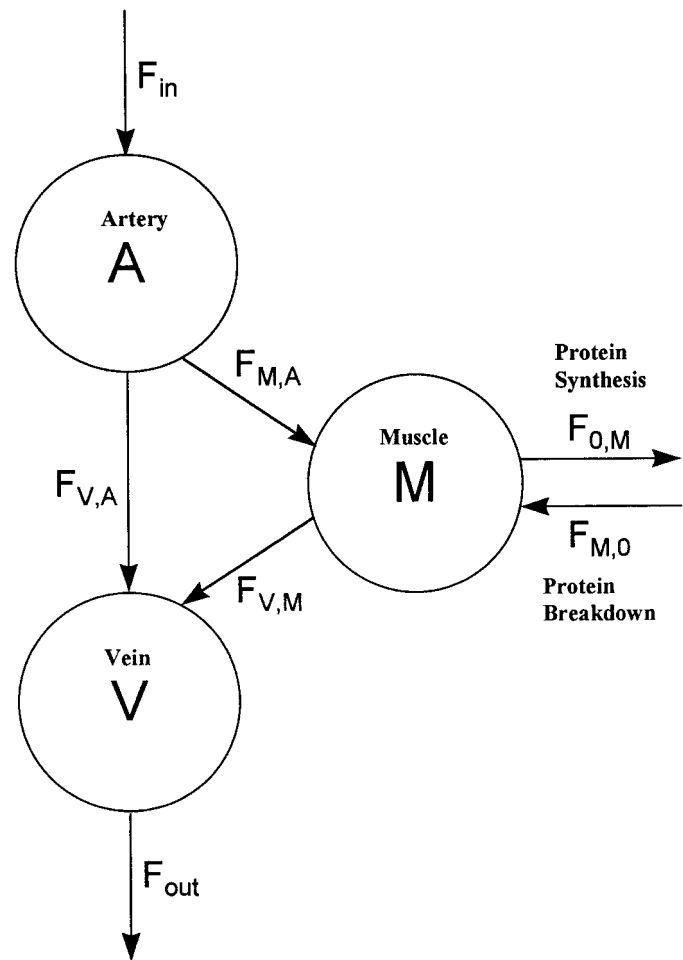 F_in
Artery
A
F_M,A
Protein
Synthesis
F_0,M
Muscle
M
F_V,A
F_M,0
F_V,M
Protein
Breakdown
Vein
V
F_out